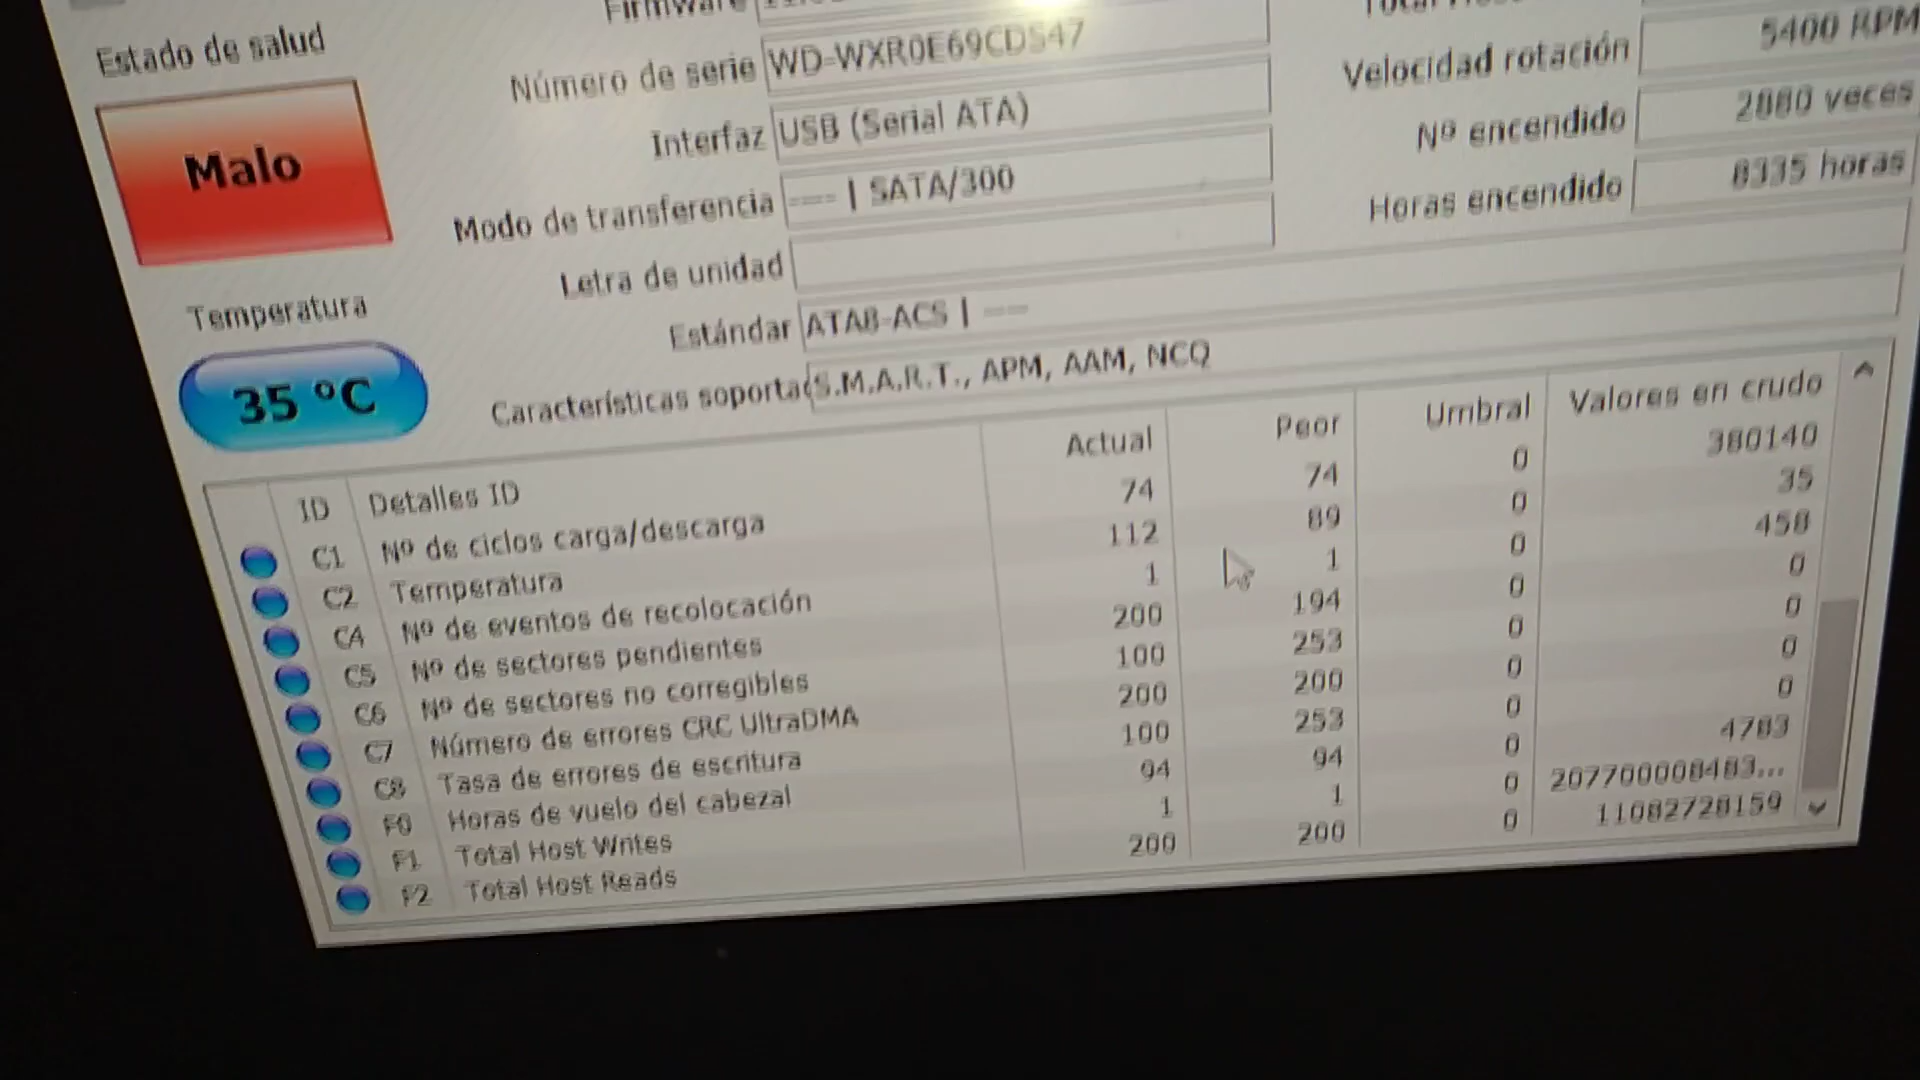 Estado de salud
Malo
Temperatura
35 ºC
Firmware
Número de serie WD-WXR0E69CDS47
Interfaz USB (Serial ATA)
Modo de transferencia ---- | SATA/300
Letra de unidad
Estándar ATA8-ACS | ----
Características soportad S.M.A.R.T., APM, AAM, NCQ
Velocidad rotación 5400 RPM
Nº encendido 2880 veces
Horas encendido 8335 horas
ID Detalles ID Actual Peor Umbral Valores en crudo
C1 Nº de ciclos carga/descarga 74 74 0 380140
C2 Temperatura 112 89 0 35
C4 Nº de eventos de recolocación 1 1 0 458
C5 Nº de sectores pendientes 200 194 0 0
C6 Nº de sectores no corregibles 100 253 0 0
C7 Número de errores CRC UltraDMA 200 200 0 0
C8 Tasa de errores de escritura 100 253 0 0
F0 Horas de vuelo del cabezal 94 94 0 4783
F1 Total Host Writes 1 1 0 207700008483...
F2 Total Host Reads 200 200 0 11082728159